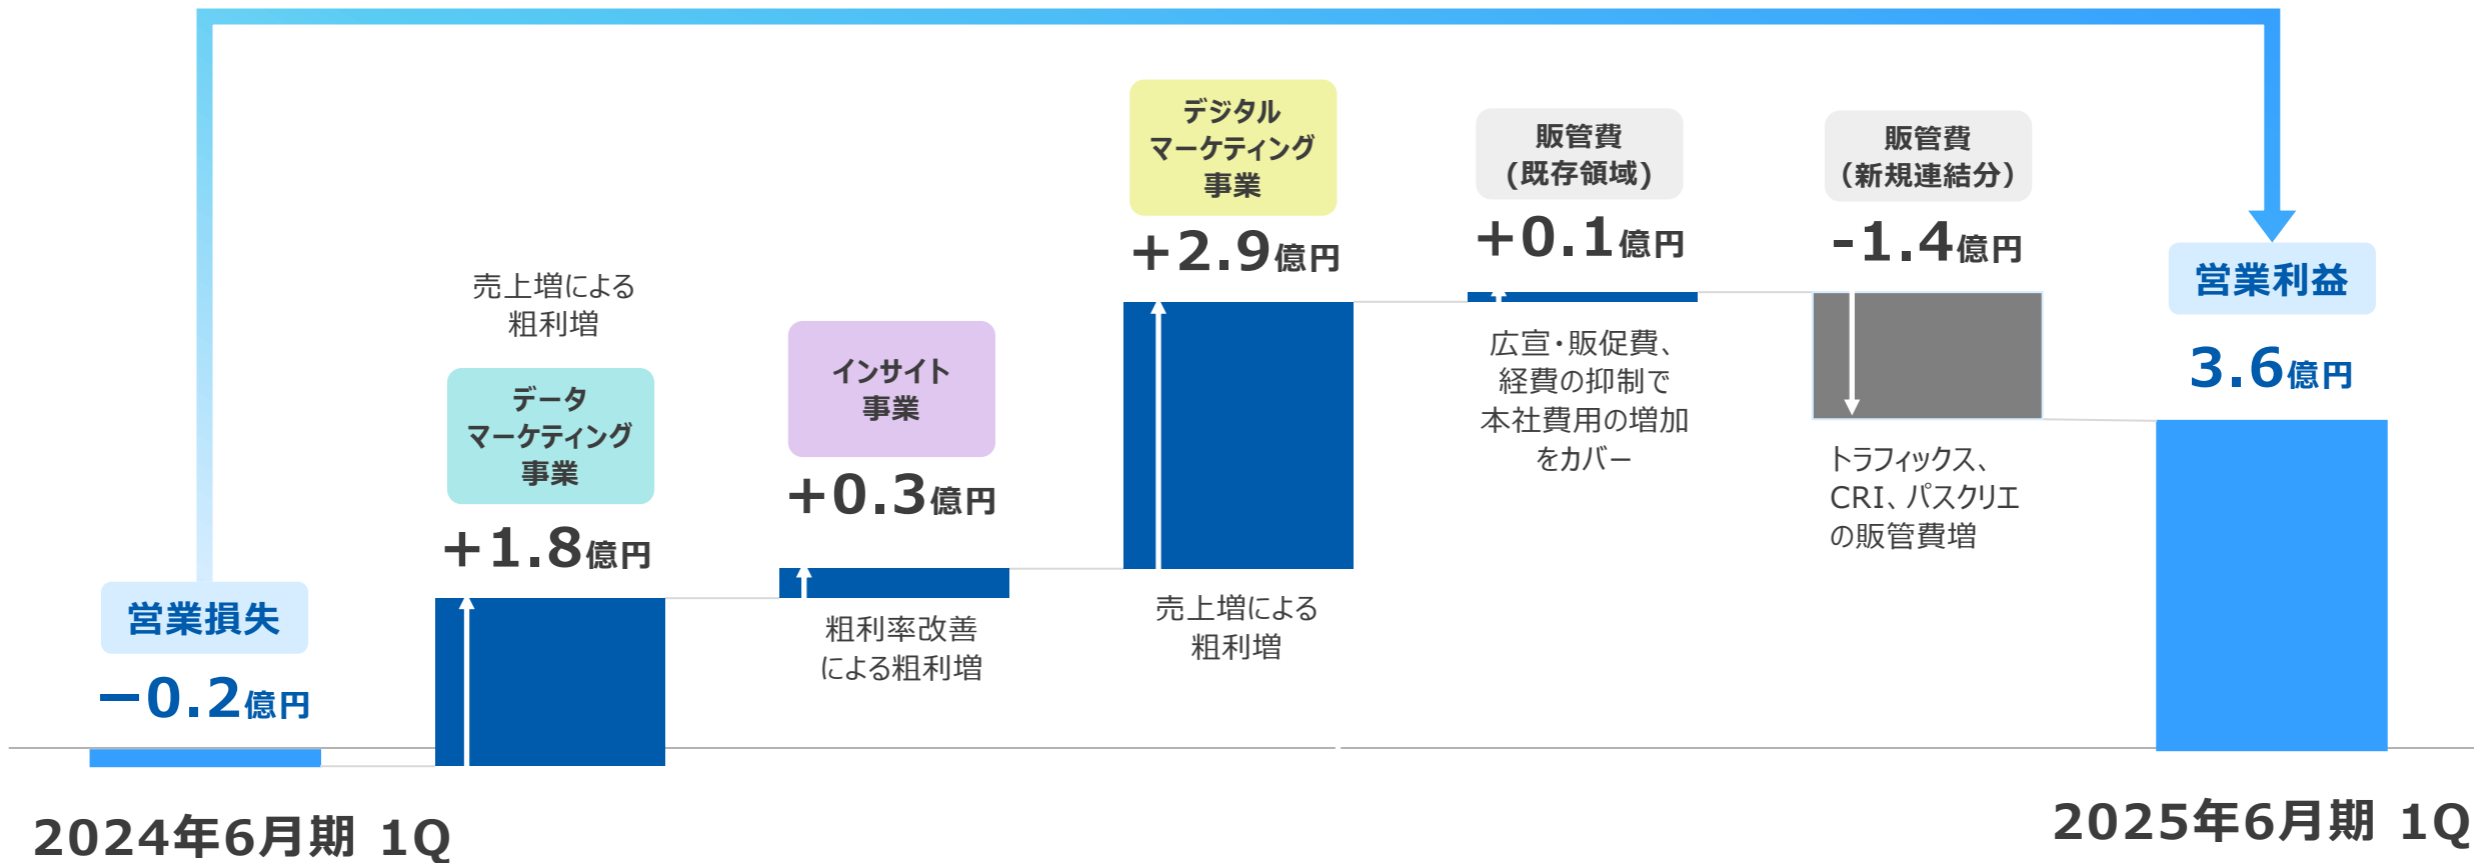 営業損失
−0.2億円
2024年6月期 1Q
売上増による
粗利増
データ
マーケティング
事業
+1.8億円
インサイト
事業
+0.3億円
粗利率改善
による粗利増
デジタル
マーケティング
事業
+2.9億円
売上増による
粗利増
販管費
(既存領域)
+0.1億円
広宣・販促費、
経費の抑制で
本社費用の増加
をカバー
販管費
（新規連結分）
-1.4億円
トラフィックス、
CRI、パスクリエ
の販管費増
営業利益
3.6億円
2025年6月期 1Q